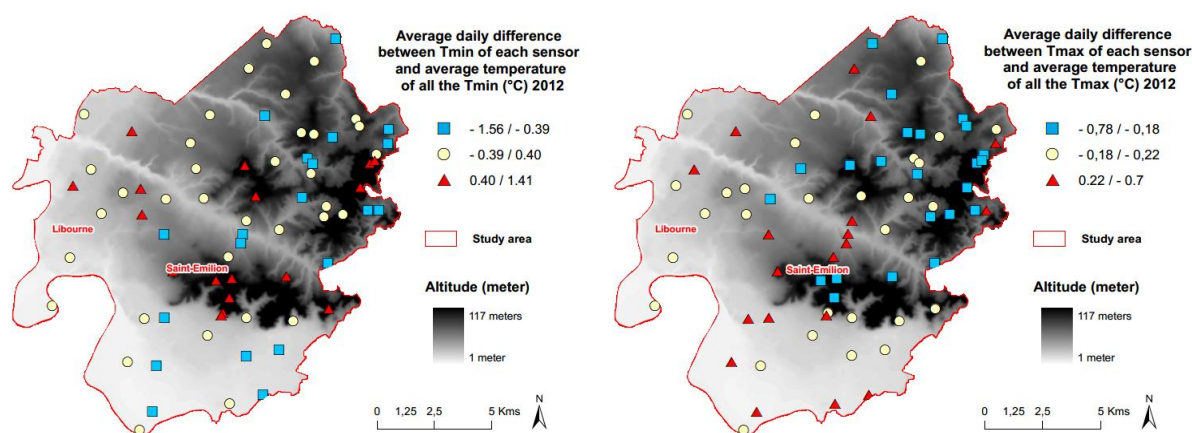 Average daily difference
between Tmin of each sensor
and average temperature
of all the Tmin (°C) 2012
- 1.56 / - 0.39
- 0.39 / 0.40
0.40 / 1.41
Libourne
Study area
Saint-Emilion
Altitude (meter)
117 meters
1 meter
N
0 1,25 2,5 5 Kms
Average daily difference
between Tmax of each sensor
and average temperature
of all the Tmax (°C) 2012
- 0,78 / - 0,18
- 0,18 / - 0,22
0.22 / - 0.7
Libourne
Study area
Saint-Emilion
Altitude (meter)
117 meters
1 meter
N
0 1,25 2,5 5 Kms